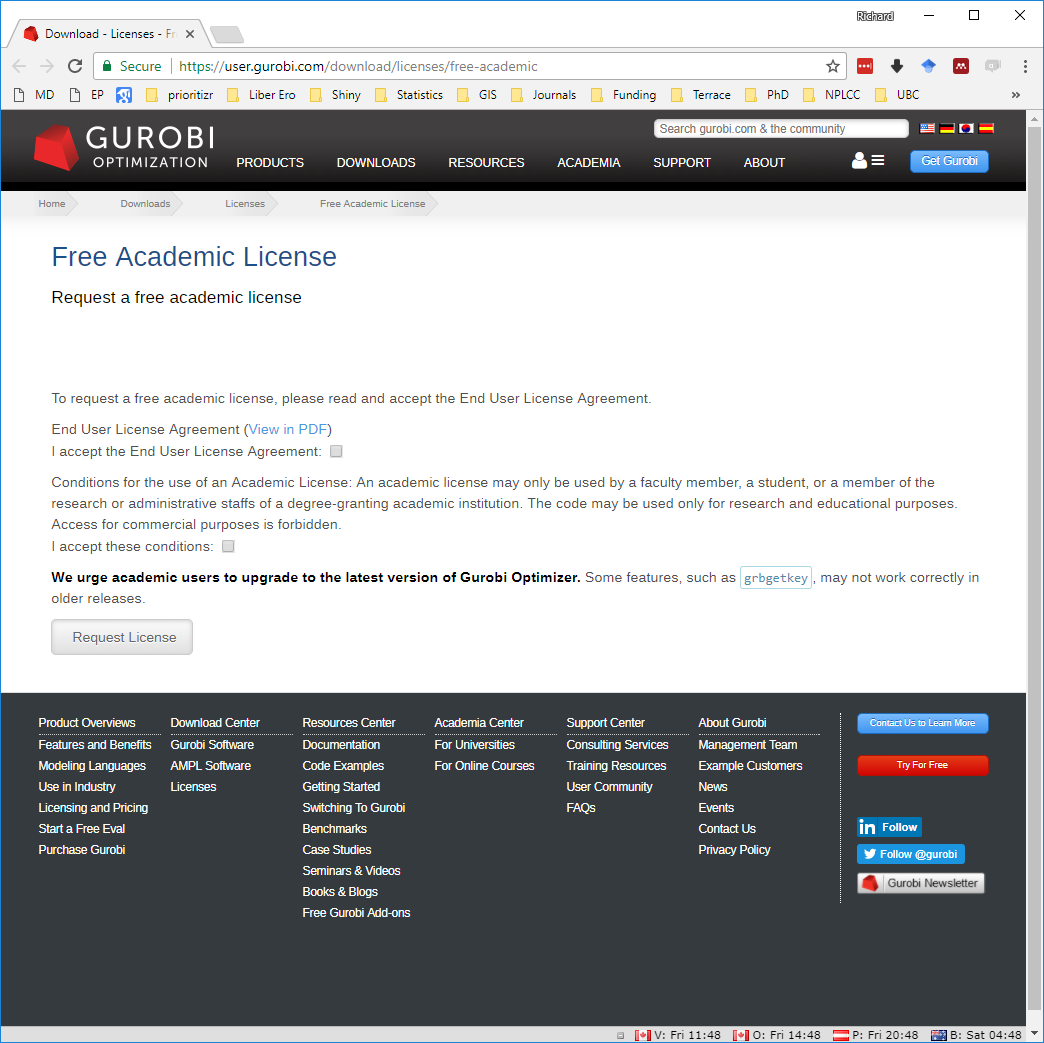 Richard
Download - Licenses - Fr
Secure
https://user.gurobi.com/download/licenses/free-academic
MD EP prioritizr Liber Ero Shiny Statistics GIS Journals Funding Terrace PhD NPLCC UBC »
GUROBI
OPTIMIZATION
Search gurobi.com & the community
PRODUCTS DOWNLOADS RESOURCES ACADEMIA SUPPORT ABOUT
Get Gurobi
Home Downloads Licenses Free Academic License
Free Academic License
Request a free academic license
To request a free academic license, please read and accept the End User License Agreement.
End User License Agreement (View in PDF)
I accept the End User License Agreement:
Conditions for the use of an Academic License: An academic license may only be used by a faculty member, a student, or a member of the
research or administrative staffs of a degree-granting academic institution. The code may be used only for research and educational purposes.
Access for commercial purposes is forbidden.
I accept these conditions:
We urge academic users to upgrade to the latest version of Gurobi Optimizer. Some features, such as grbgetkey, may not work correctly in
older releases.
Request License
Product Overviews
Features and Benefits
Modeling Languages
Use in Industry
Licensing and Pricing
Start a Free Eval
Purchase Gurobi
Download Center
Gurobi Software
AMPL Software
Licenses
Resources Center
Documentation
Code Examples
Getting Started
Switching To Gurobi
Benchmarks
Case Studies
Seminars & Videos
Books & Blogs
Free Gurobi Add-ons
Academia Center
For Universities
For Online Courses
Support Center
Consulting Services
Training Resources
User Community
FAQs
About Gurobi
Management Team
Example Customers
News
Events
Contact Us
Privacy Policy
Contact Us to Learn More
Try For Free
in Follow
Follow @gurobi
Gurobi Newsletter
V: Fri 11:48 O: Fri 14:48 P: Fri 20:48 B: Sat 04:48